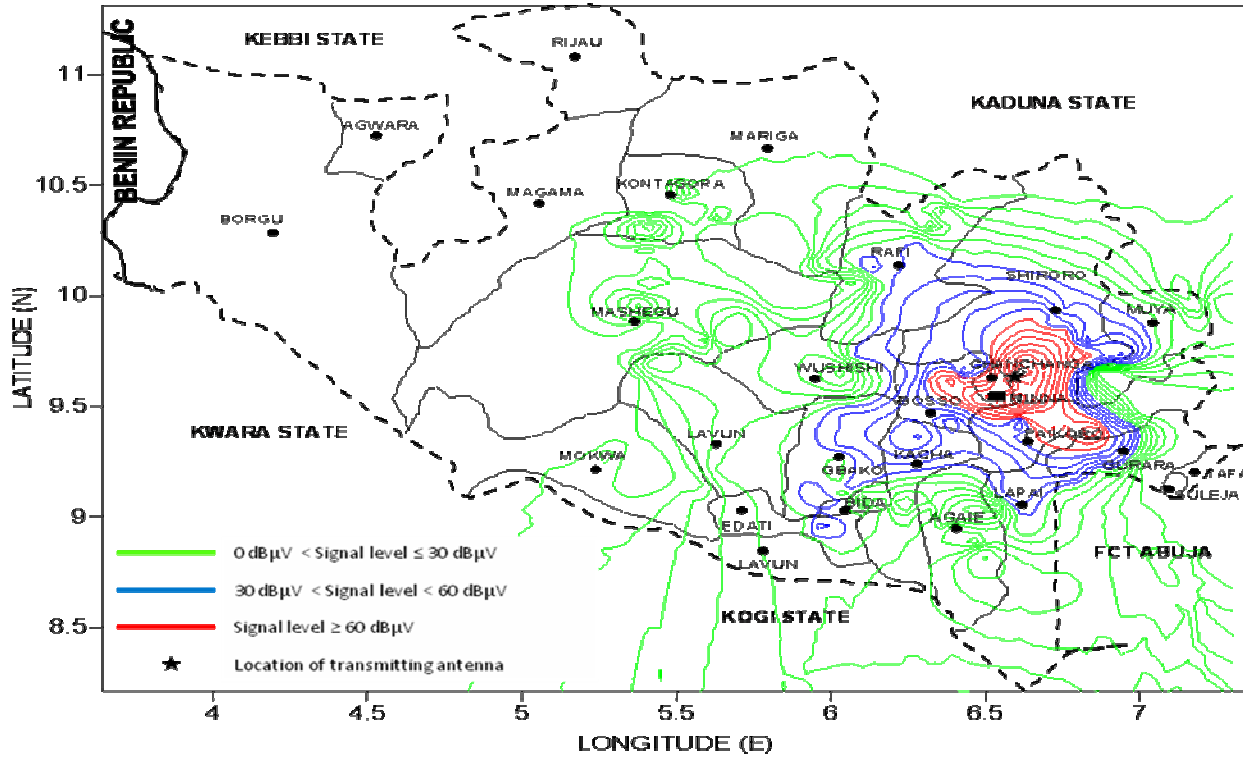 KEBBI STATE
RIJAU
11
BENIN REPUBLIC
KADUNA STATE
AGWARA
MARIGA
10.5
KONTAGORA
MAGAMA
BORGU
RAFI
SHIRORO
10
MASHEGU
MUYA
LATITUDE (N)
WUSHISHI
CHANCHANGA
9.5
BOSSO
MINNA
KWARA STATE
LAVUN
PAIKORO
MOKWA
KACHA
GBAKO
GURARA
TAFA
SULEJA
LAPAI
BIDA
9
EDATI
AGAIE
LAVUN
FCT ABUJA
0 dBµV < Signal level ≤ 30 dBµV
30 dBµV < Signal level < 60 dBµV
KOGI STATE
8.5
Signal level ≥ 60 dBµV
Location of transmitting antenna
4
4.5
5
5.5
6
6.5
7
LONGITUDE (E)